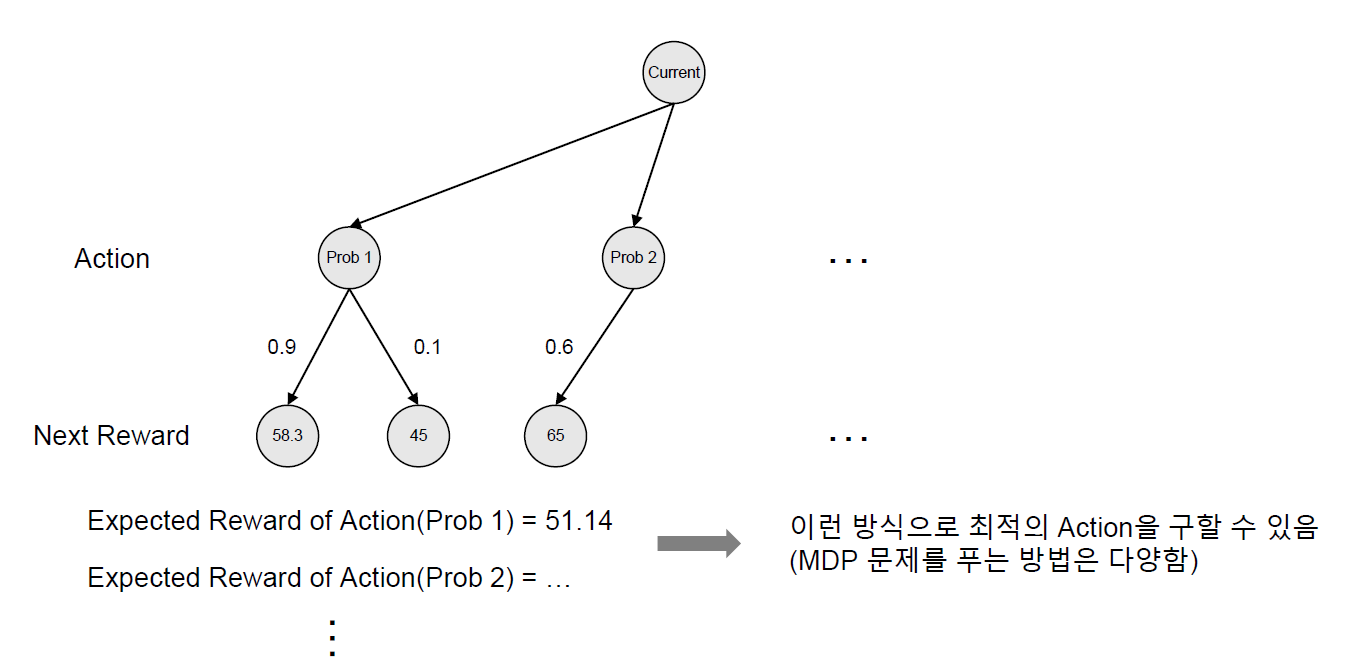 Current
Action
Prob 1
Prob 2
...
0.9
0.1
0.6
Next Reward
58.3
45
65
...
Expected Reward of Action(Prob 1) = 51.14
Expected Reward of Action(Prob 2) = …
⋮
이런 방식으로 최적의 Action을 구할 수 있음
(MDP 문제를 푸는 방법은 다양함)